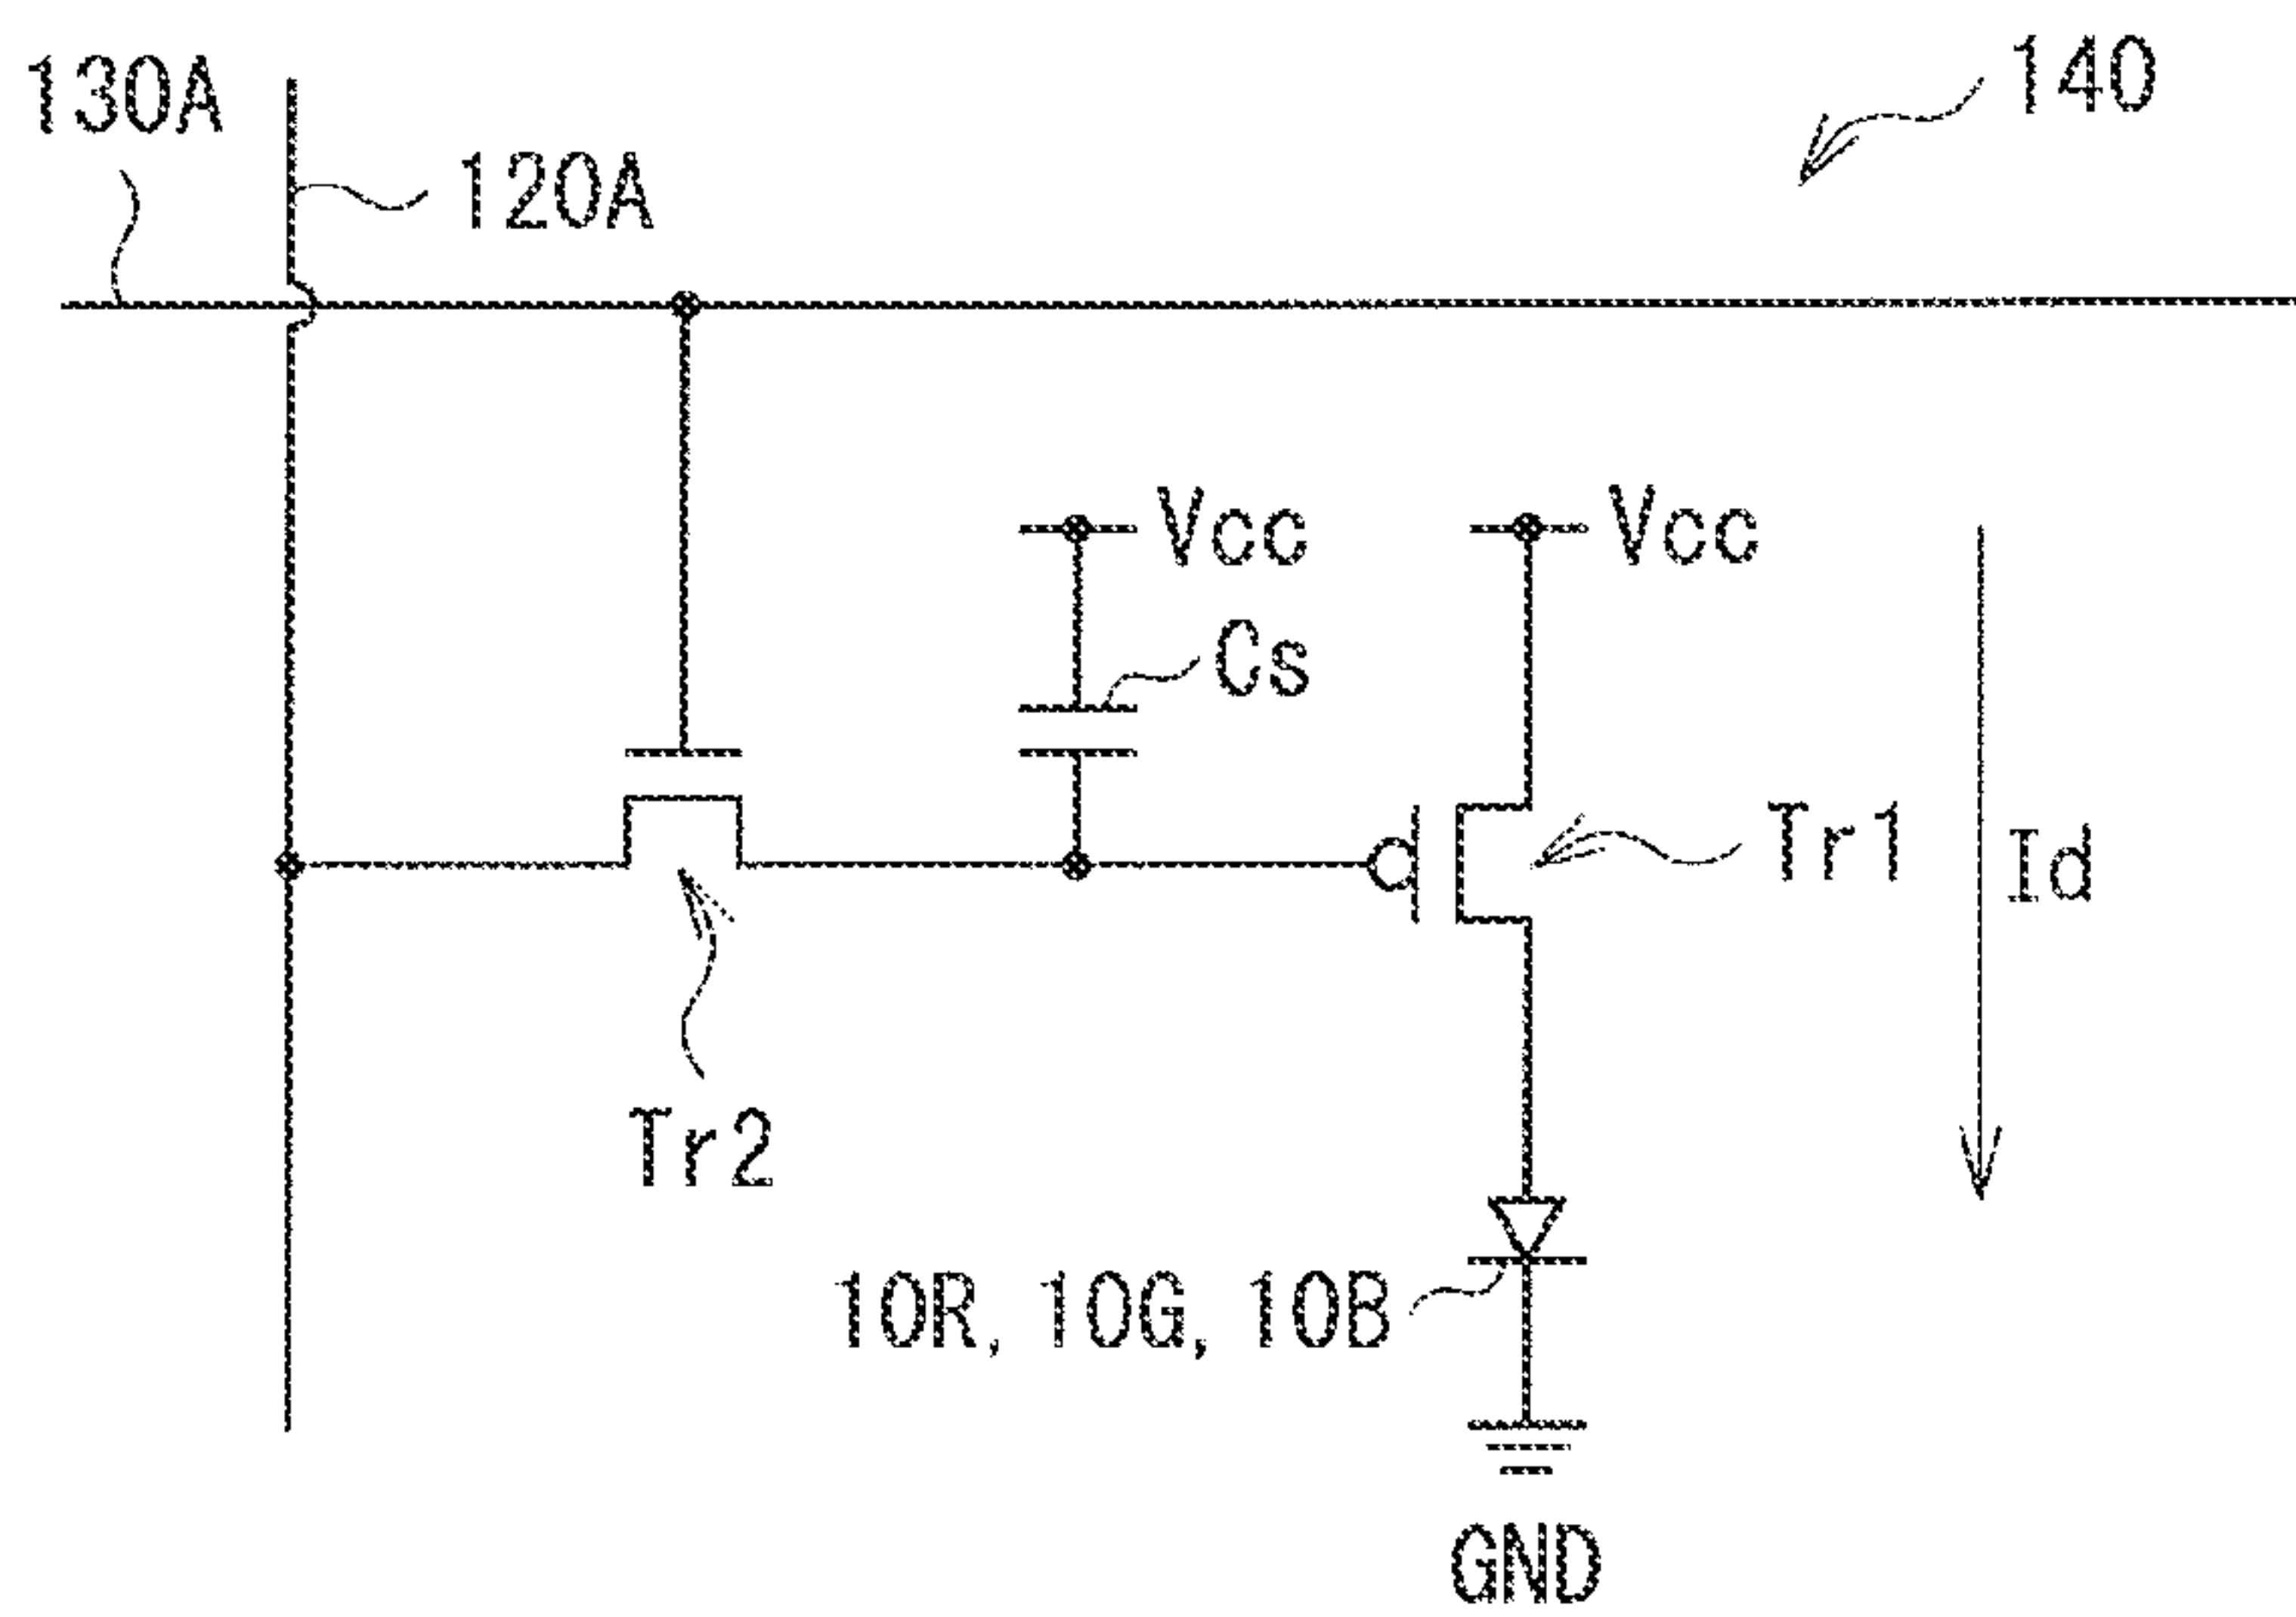 130A
120A
140
Vcc
Vcc
Cs
Tr1
Id
Tr2
10R, 10G, 10B
GND